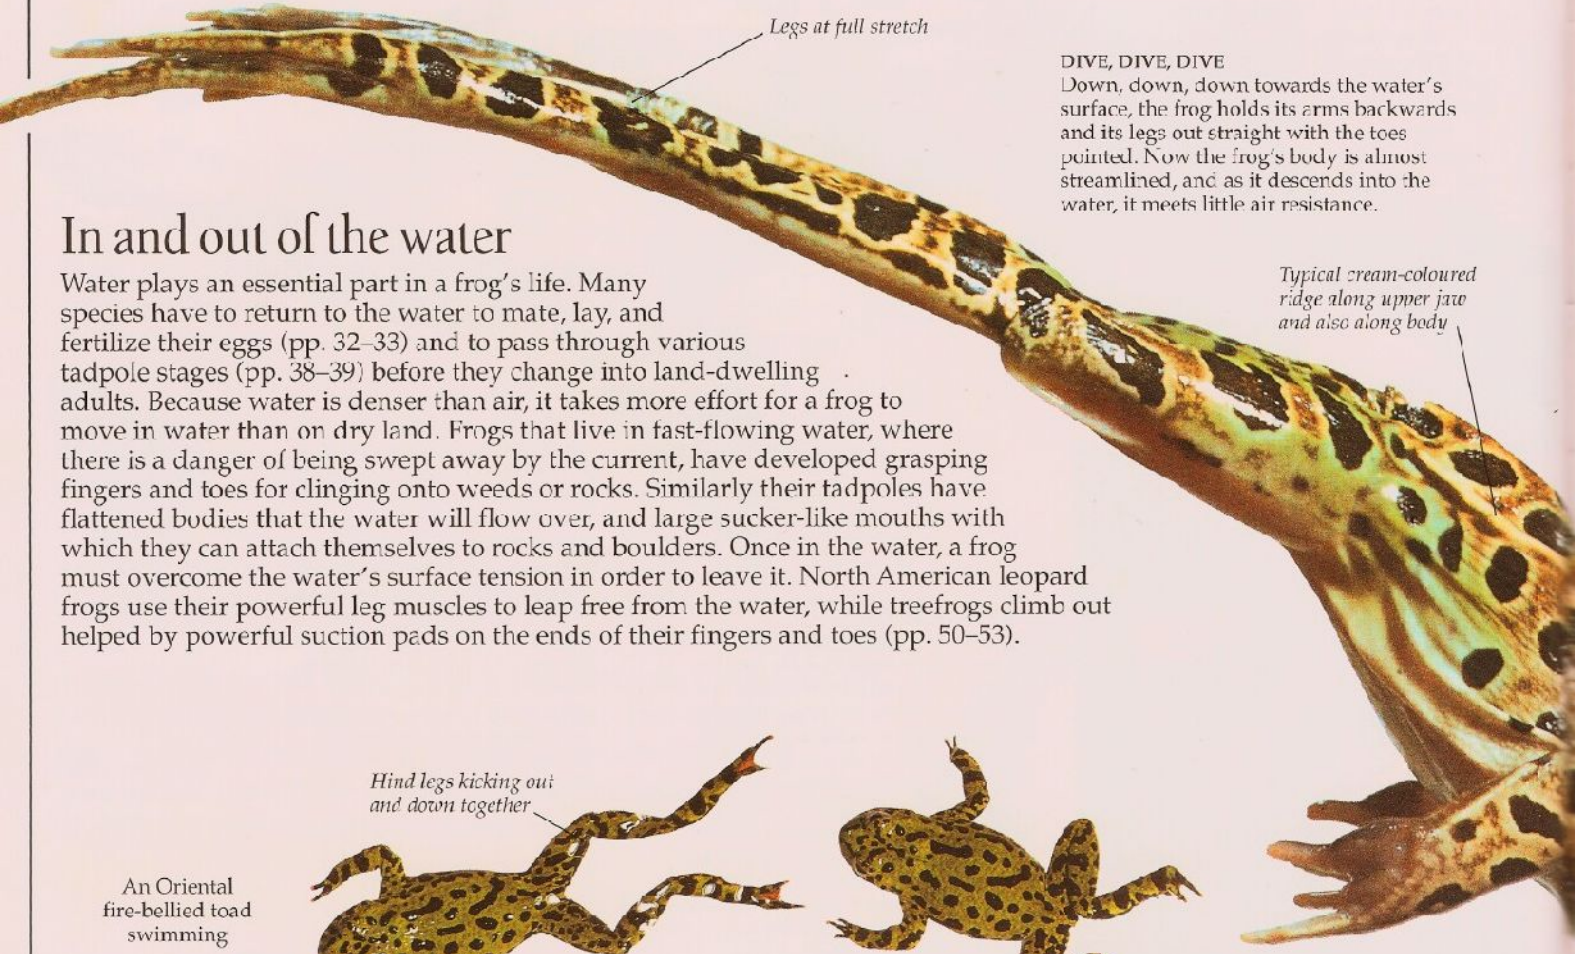 Legs at full stretch
DIVE, DIVE, DIVE
Down, down, down towards the water's
surface, the frog holds its arms backwards
and its legs out straight with the toes
pointed. Now the frog's body is almost
streamlined, and as it descends into the
water, it meets little air resistance.
In and out of the water
Water plays an essential part in a frog's life. Many
species have to return to the water to mate, lay, and
fertilize their eggs (pp. 32–33) and to pass through various
tadpole stages (pp. 38–39) before they change into land-dwelling
adults. Because water is denser than air, it takes more effort for a frog to
move in water than on dry land. Frogs that live in fast-flowing water, where
there is a danger of being swept away by the current, have developed grasping
fingers and toes for clinging onto weeds or rocks. Similarly their tadpoles have
flattened bodies that the water will flow over, and large sucker-like mouths with
which they can attach themselves to rocks and boulders. Once in the water, a frog
must overcome the water's surface tension in order to leave it. North American leopard
frogs use their powerful leg muscles to leap free from the water, while treefrogs climb out
helped by powerful suction pads on the ends of their fingers and toes (pp. 50–53).
Typical cream-coloured
ridge along upper jaw
and also along body
Hind legs kicking out
and down together
An Oriental
fire-bellied toad
swimming